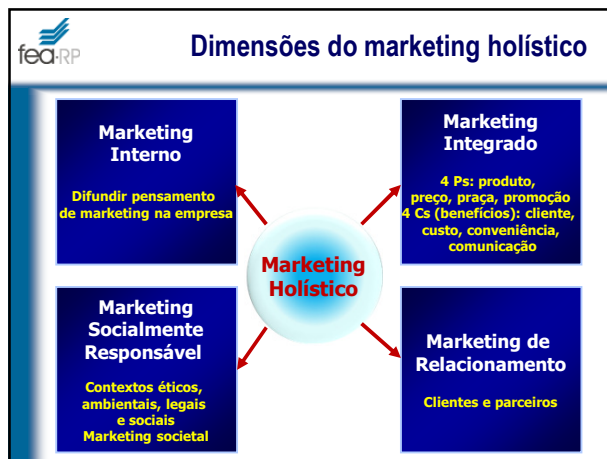 fea-RP
Dimensões do marketing holístico
Marketing
Interno
Difundir pensamento
de marketing na empresa
Marketing
Integrado
4 Ps: produto,
preço, praça, promoção
4 Cs (benefícios): cliente,
custo, conveniência,
comunicação
Marketing
Holístico
Marketing
Socialmente
Responsável
Contextos éticos,
ambientais, legais
e sociais
Marketing societal
Marketing de
Relacionamento
Clientes e parceiros